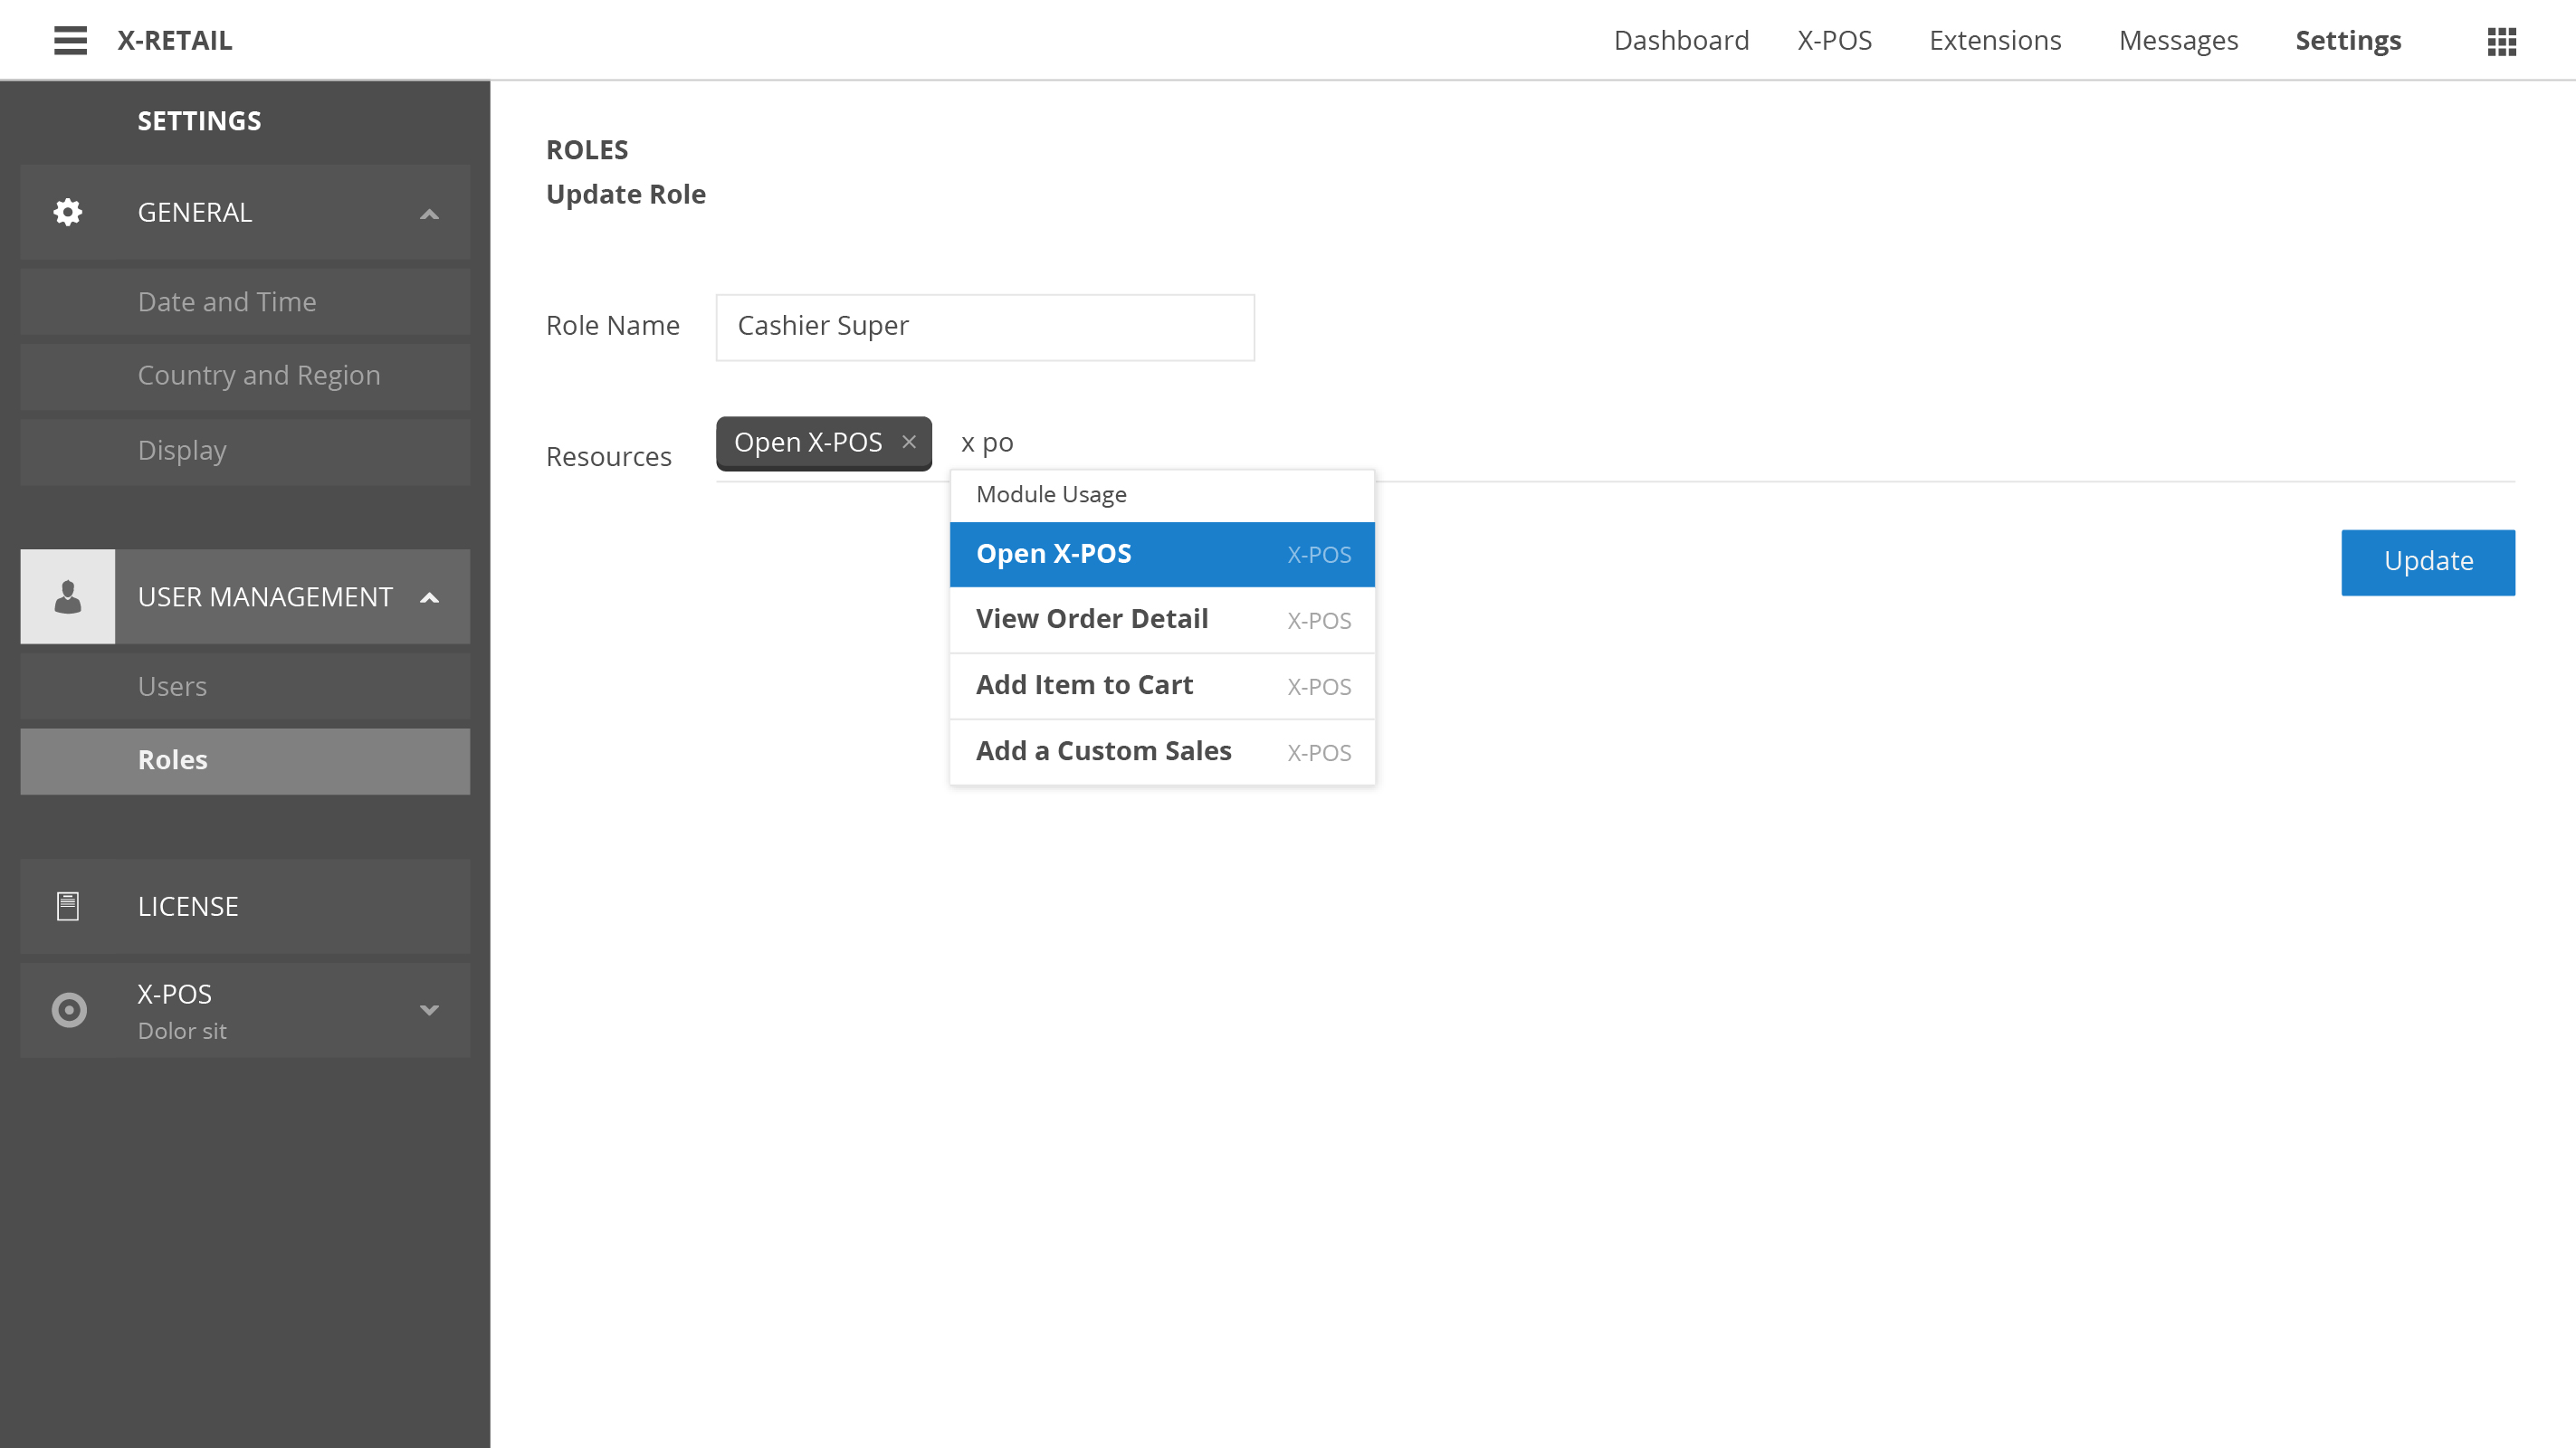 X-RETAIL
Dashboard X-POS Extensions Messages Settings
SETTINGS
GENERAL
Date and Time
Country and Region
Display
USER MANAGEMENT
Users
Roles
LICENSE
X-POS
Dolor sit
ROLES
Update Role
Role Name Cashier Super
Resources Open X-POS × x po
Module Usage
Open X-POS X-POS
View Order Detail X-POS
Add Item to Cart X-POS
Add a Custom Sales X-POS
Update